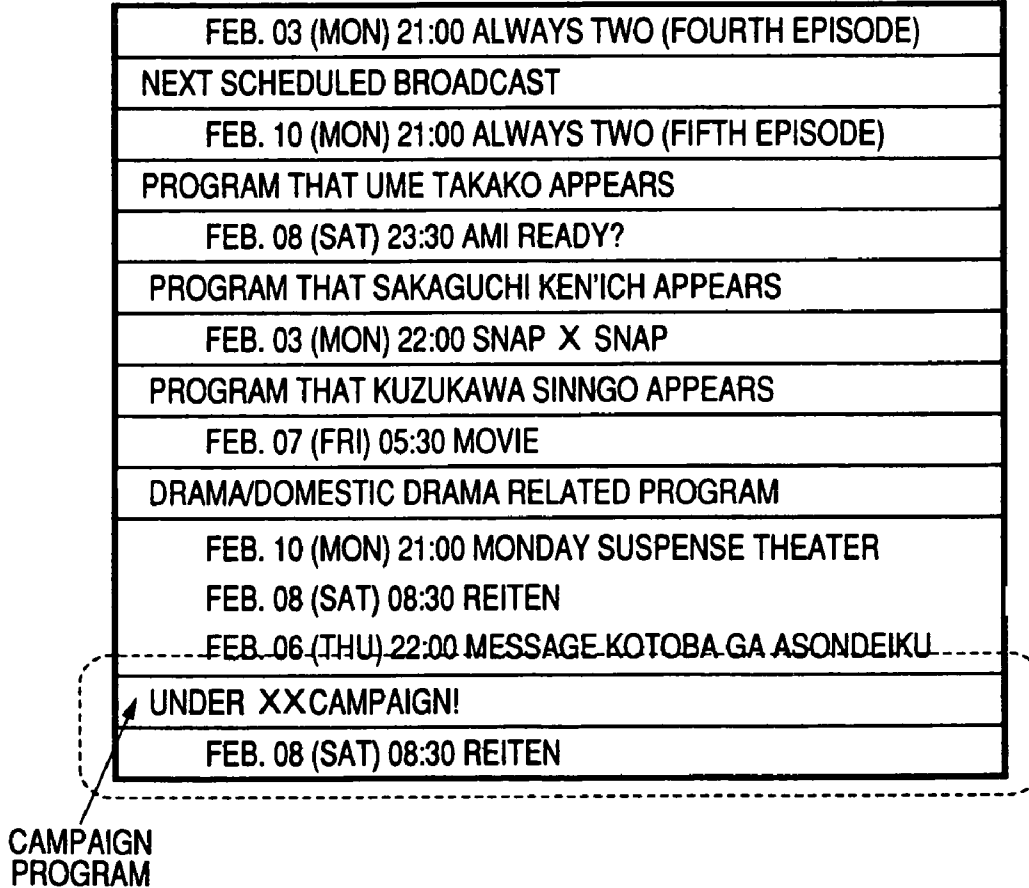 FEB. 03 (MON) 21:00 ALWAYS TWO (FOURTH EPISODE)
NEXT SCHEDULED BROADCAST
FEB. 10 (MON) 21:00 ALWAYS TWO (FIFTH EPISODE)
PROGRAM THAT UME TAKAKO APPEARS
FEB. 08 (SAT) 23:30 AMI READY?
PROGRAM THAT SAKAGUCHI KEN'ICH APPEARS
FEB. 03 (MON) 22:00 SNAP X SNAP
PROGRAM THAT KUZUKAWA SINNGO APPEARS
FEB. 07 (FRI) 05:30 MOVIE
DRAMA/DOMESTIC DRAMA RELATED PROGRAM
FEB. 10 (MON) 21:00 MONDAY SUSPENSE THEATER
FEB. 08 (SAT) 08:30 REITEN
FEB. 06 (THU) 22:00 MESSAGE KOTOBA GA ASONDEIKU
UNDER XXCAMPAIGN!
FEB. 08 (SAT) 08:30 REITEN
CAMPAIGN
PROGRAM